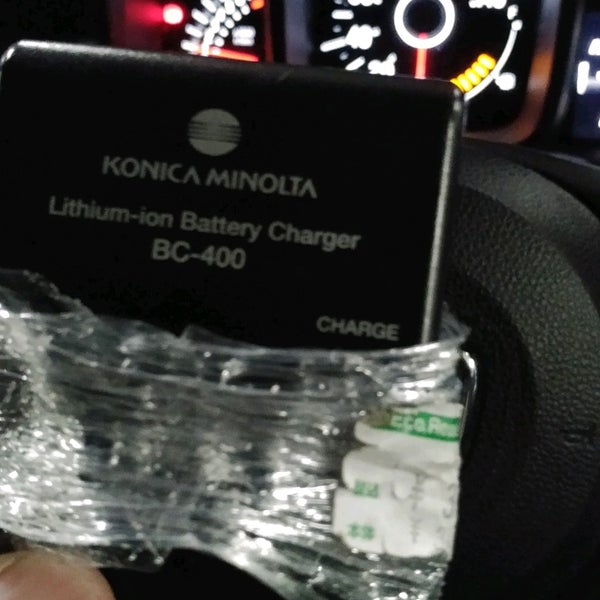 KONICA MINOLTA
Lithium-ion Battery Charger
BC-400
CHARGE